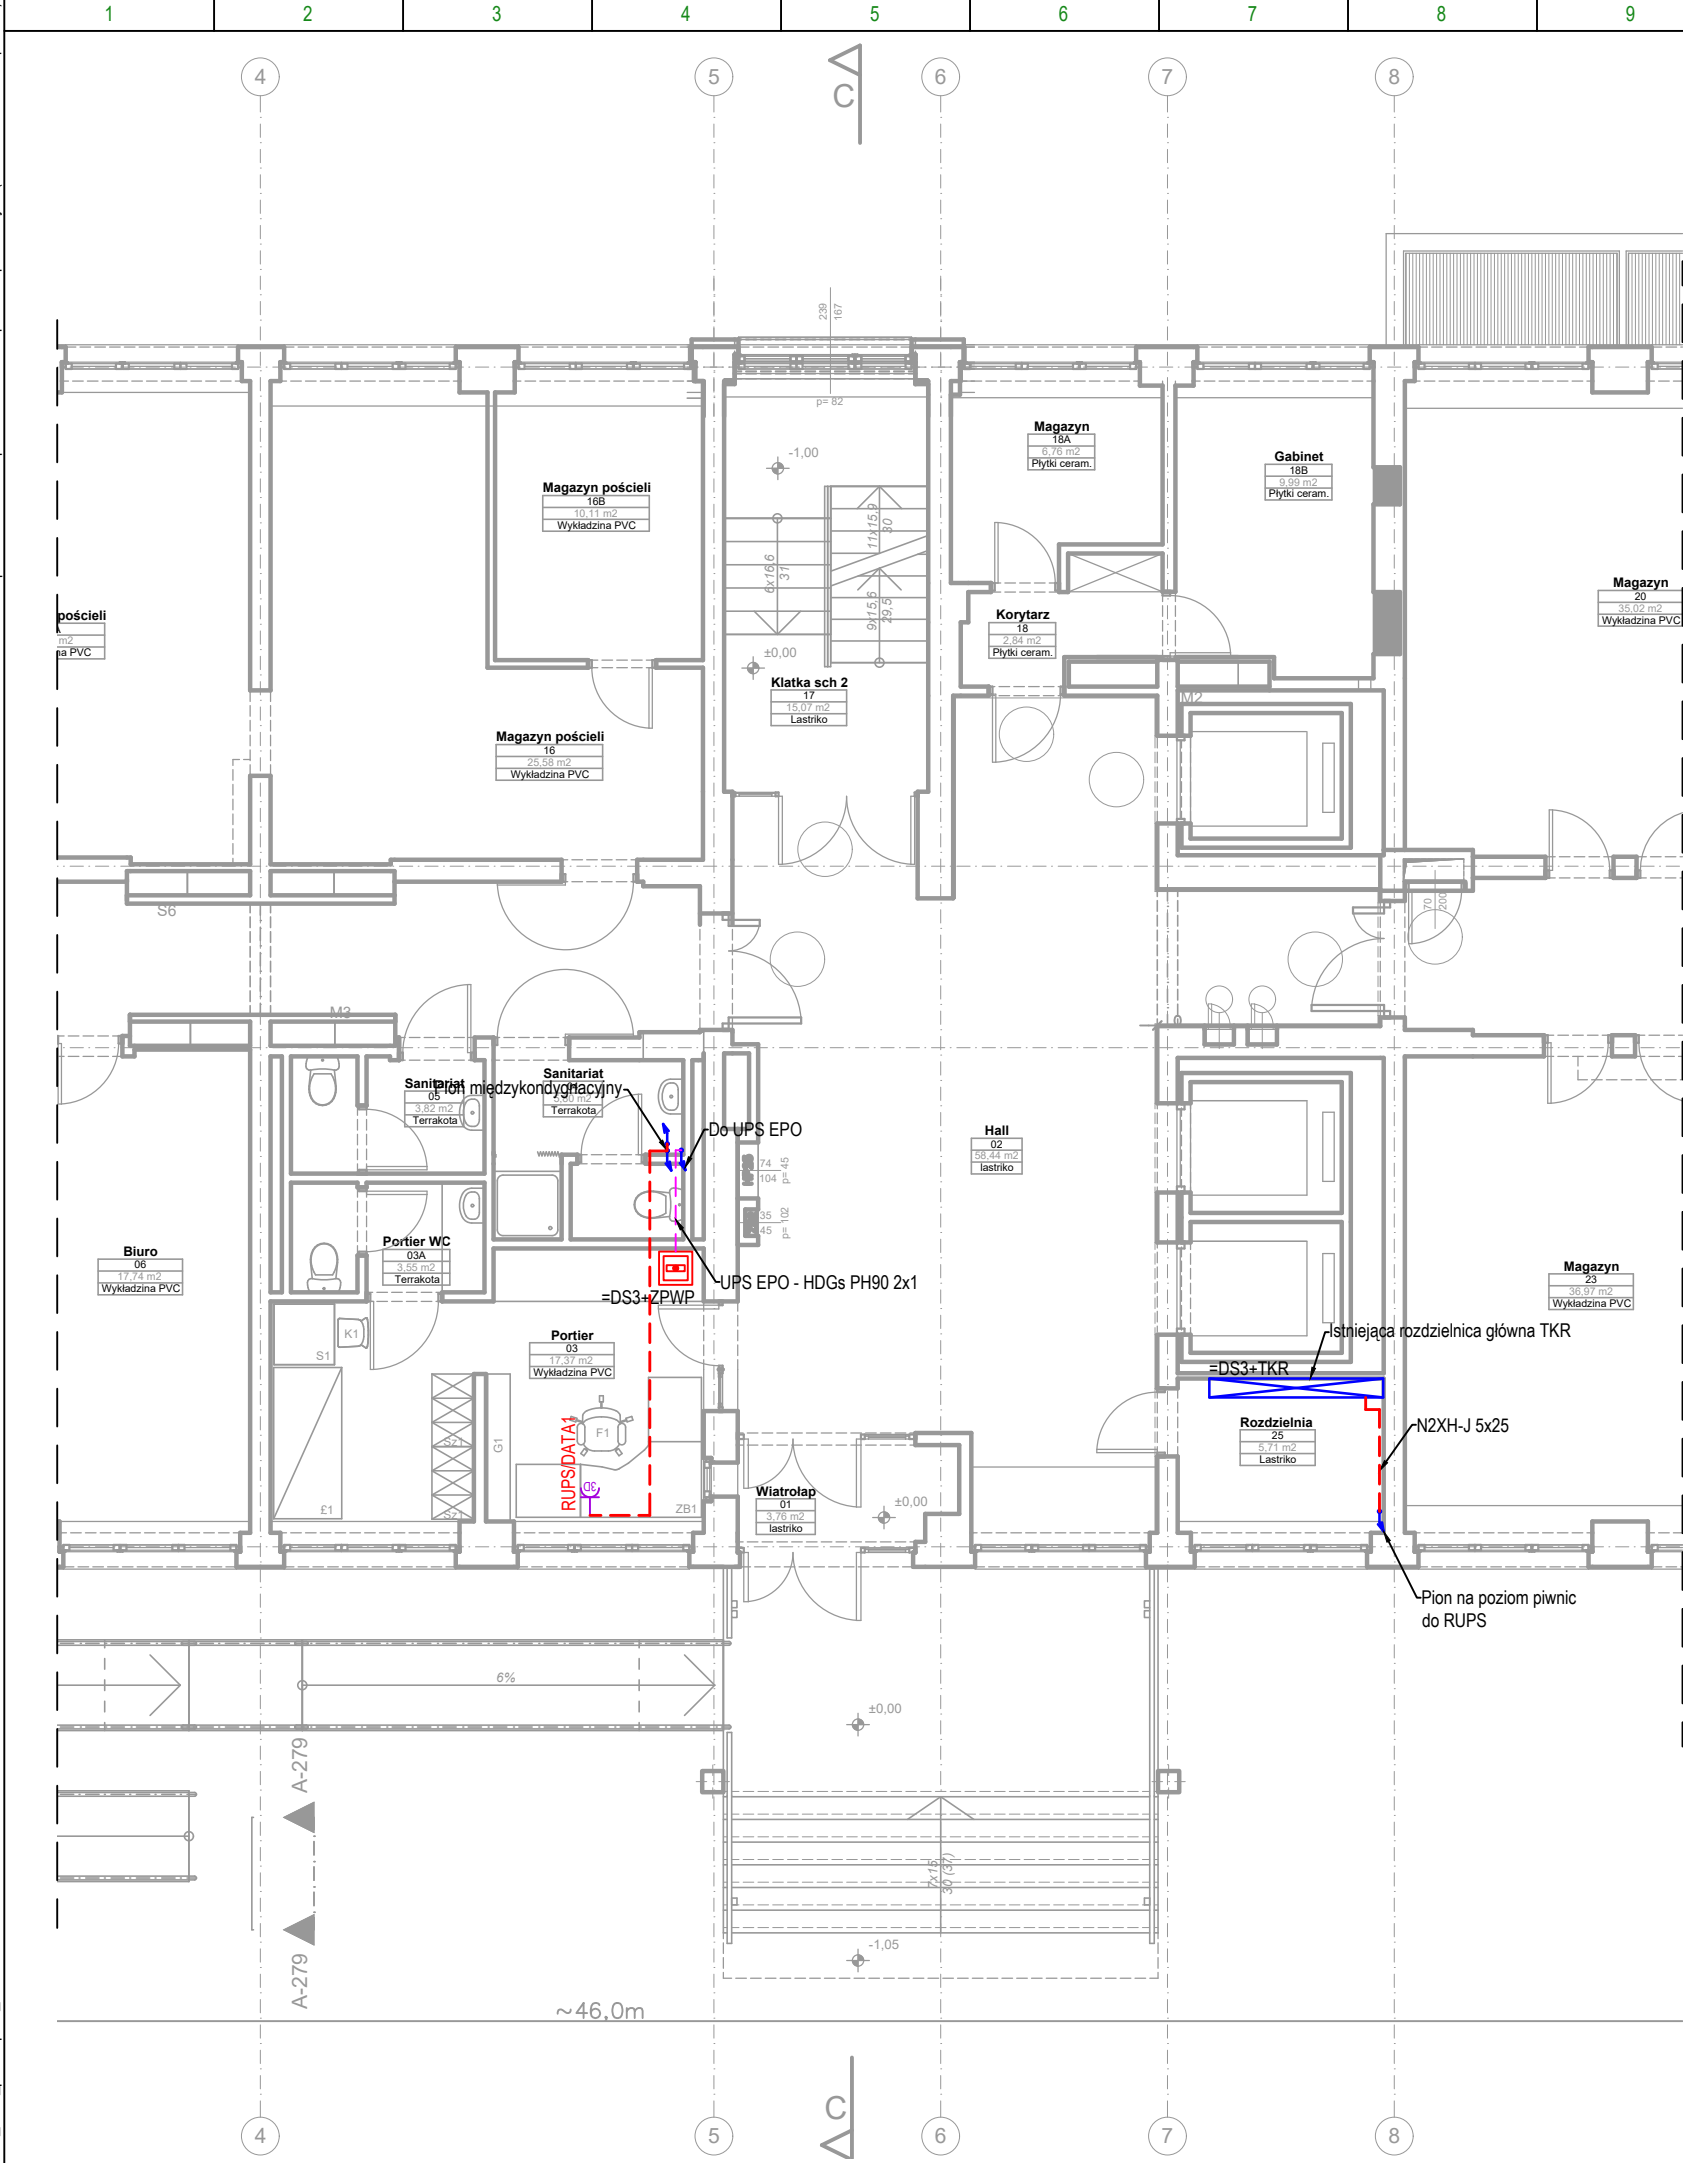 1 2 3 4 5 6 7 8 9
4 5 6 7 8
C
239
167
p= 82
-1,00
Magazyn
18A
6,76 m2
Płytki ceram.
Gabinet
18B
9,99 m2
Płytki ceram.
Magazyn pościeli
16B
10,11 m2
Wykładzina PVC
11x15,9
30
6x16,6
31
9x15,6
29,5
Magazyn
20
35,02 m2
Wykładzina PVC
pościeli
m2
na PVC
Korytarz
18
2,84 m2
Płytki ceram.
±0,00
Klatka sch 2
17
15,07 m2
Lastriko
M2
Magazyn pościeli
16
25,58 m2
Wykładzina PVC
S6
70
200
M3
Sanitariat
05
3,82 m2
Terrakota
Sanitariat
Terrakota
Pion międzykondygnacyjny
Do UPS EPO
74
104
p= 45
Hall
02
58,44 m2
lastriko
35
45
p= 102
Biuro
06
17,74 m2
Wykładzina PVC
Portier WC
03A
3,55 m2
Terrakota
UPS EPO - HDGs PH90 2x1
=DS3+ZPWP
Magazyn
23
36,97 m2
Wykładzina PVC
Portier
03
17,37 m2
Wykładzina PVC
K1
S1
Istniejąca rozdzielnica główna TKR
=DS3+TKR
Rozdzielnia
25
5,71 m2
Lastriko
N2XH-J 5x25
F1
G1
Sz1
RUPS/DATA1
ZB1
£1
Sz1
Wiatrołap
01
3,76 m2
lastriko
±0,00
Pion na poziom piwnic
do RUPS
6%
±0,00
A-279
7x15
30 (37)
-1,05
A-279
~46,0m
C
4 5 6 7 8